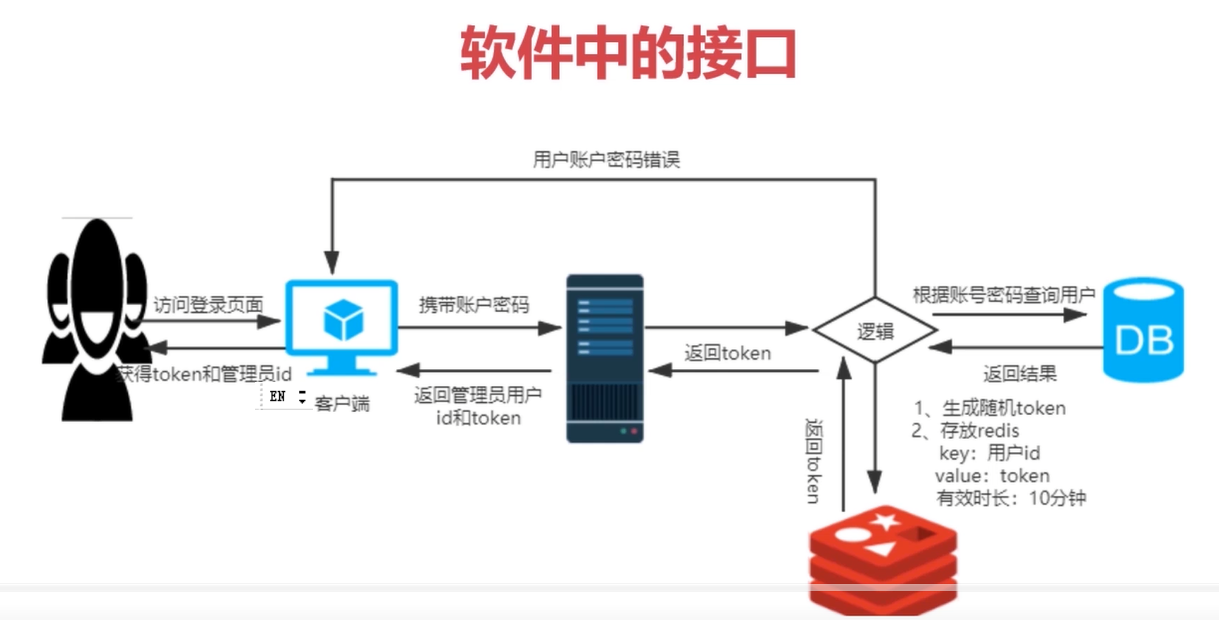 软件中的接口
用户账户密码错误
访问登录页面
携带账户密码
根据账号密码查询用户
逻辑
DB
返回token
获得token和管理员id
返回管理员用户
id和token
返回结果
EN
客户端
返回token
1、生成随机token
2、存放redis
key：用户id
value：token
有效时长：10分钟